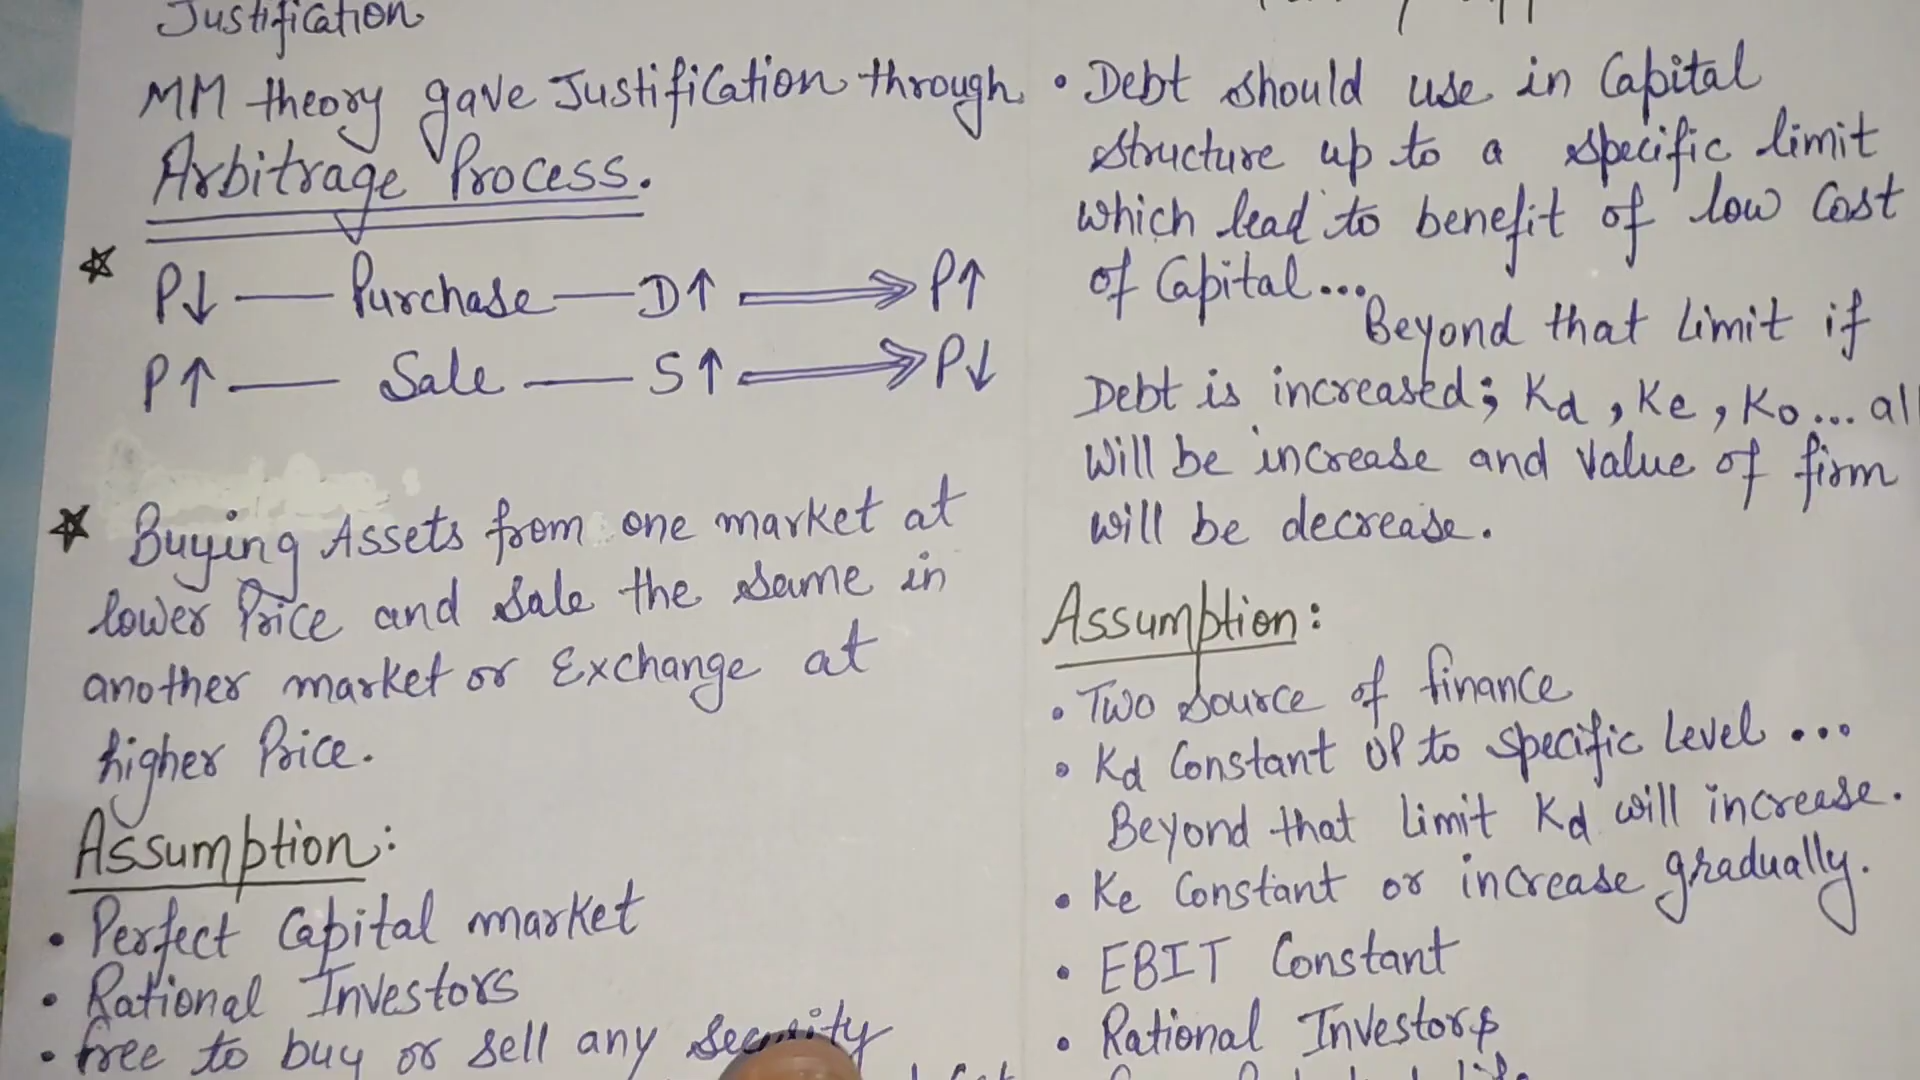 Justification
MM theory gave Justification through
Arbitrage Process.
P↓ — Purchase — D↑ ⟹ P↑
P↑ — Sale — S↑ ⟹ P↓
Buying Assets from one market at
lower Price and Sale the same in
another market or Exchange at
higher Price.
Assumption:
• Perfect Capital market
• Rational Investors
• free to buy or sell any security
• Debt should use in Capital
structure up to a specific limit
which lead to benefit of low Cost
of Capital...
Beyond that Limit if
Debt is increased; Kd, Ke, Ko... all
will be increase and value of firm
will be decrease.
Assumption:
• Two source of finance
• Kd Constant UP to specific Level ...
Beyond that Limit Kd will increase.
• Ke Constant or increase gradually.
• EBIT Constant
• Rational Investors